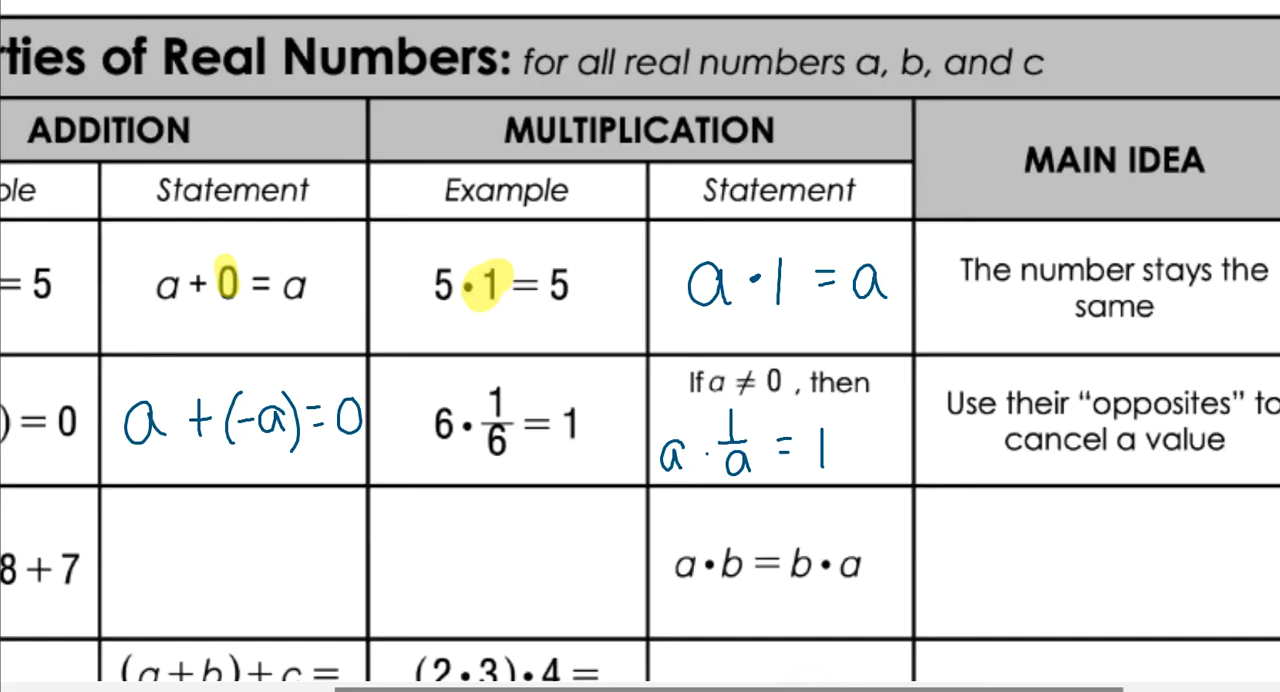 of Real Numbers: for all real numbers a, b, and c
ADDITION MULTIPLICATION MAIN IDEA
Statement Example Statement
= 5 a + 0 = a 5 • 1 = 5 a • 1 = a The number stays the
same
) = 0 a + (-a) = 0 6 • 1/6 = 1 If a ≠ 0 , then
a · 1/a = 1 Use their “opposites” to
cancel a value
8 + 7 a • b = b • a
(a + b) + c = (2 • 3) • 4 =